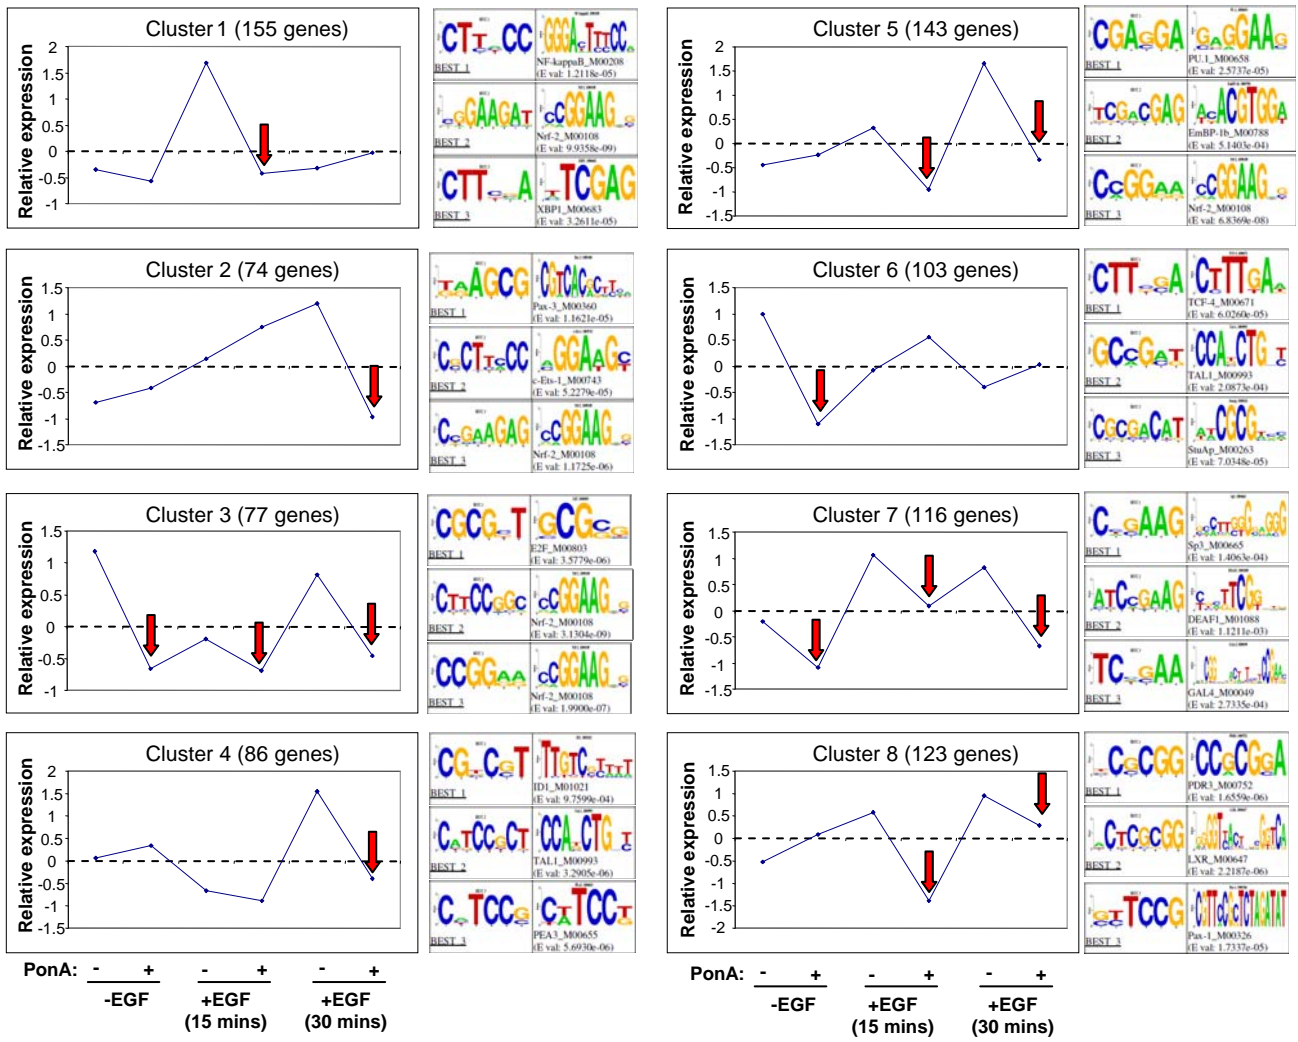 Cluster 1 (155 genes)
Relative expression
2
1.5
1
0.5
0
-0.5
-1
BEST_1
NF-kappaB_M00208
(E val: 1.2118e-05)
BEST_2
Nrf-2_M00108
(E val: 9.9358e-09)
BEST_3
XBP1_M00683
(E val: 3.2611e-05)
Cluster 2 (74 genes)
Relative expression
1.5
1
0.5
0
-0.5
-1
-1.5
BEST_1
Pax-3_M00360
(E val: 1.1621e-05)
BEST_2
c-Ets-1_M00743
(E val: 5.2279e-05)
BEST_3
Nrf-2_M00108
(E val: 1.1725e-06)
Cluster 3 (77 genes)
Relative expression
1.5
1
0.5
0
-0.5
-1
BEST_1
E2F_M00803
(E val: 3.5779e-06)
BEST_2
Nrf-2_M00108
(E val: 3.1304e-09)
BEST_3
Nrf-2_M00108
(E val: 1.9900e-07)
Cluster 4 (86 genes)
Relative expression
2
1.5
1
0.5
0
-0.5
-1
-1.5
BEST_1
ID1_M01021
(E val: 9.7599e-04)
BEST_2
TAL1_M00993
(E val: 3.2905e-06)
BEST_3
PEA3_M00655
(E val: 5.6930e-06)
PonA: - + - + - +
-EGF +EGF +EGF
(15 mins) (30 mins)
Cluster 5 (143 genes)
Relative expression
2
1.5
1
0.5
0
-0.5
-1
-1.5
BEST_1
PU.1_M00658
(E val: 2.5737e-05)
BEST_2
EmBP-1b_M00788
(E val: 5.1403e-04)
BEST_3
Nrf-2_M00108
(E val: 6.8369e-08)
Cluster 6 (103 genes)
Relative expression
1.5
1
0.5
0
-0.5
-1
-1.5
BEST_1
TCF-4_M00671
(E val: 6.0260e-05)
BEST_2
TAL1_M00993
(E val: 2.0873e-04)
BEST_3
StuAp_M00263
(E val: 7.0348e-05)
Cluster 7 (116 genes)
Relative expression
1.5
1
0.5
0
-0.5
-1
-1.5
BEST_1
Sp3_M00665
(E val: 1.4063e-04)
BEST_2
DEAF1_M01088
(E val: 1.1211e-03)
BEST_3
GAL4_M00049
(E val: 2.7335e-04)
Cluster 8 (123 genes)
Relative expression
1.5
1
0.5
0
-0.5
-1
-1.5
-2
BEST_1
PDR3_M00752
(E val: 1.6559e-06)
BEST_2
LXR_M00647
(E val: 2.2187e-06)
BEST_3
Pax-1_M00326
(E val: 1.7337e-05)
PonA: - + - + - +
-EGF +EGF +EGF
(15 mins) (30 mins)